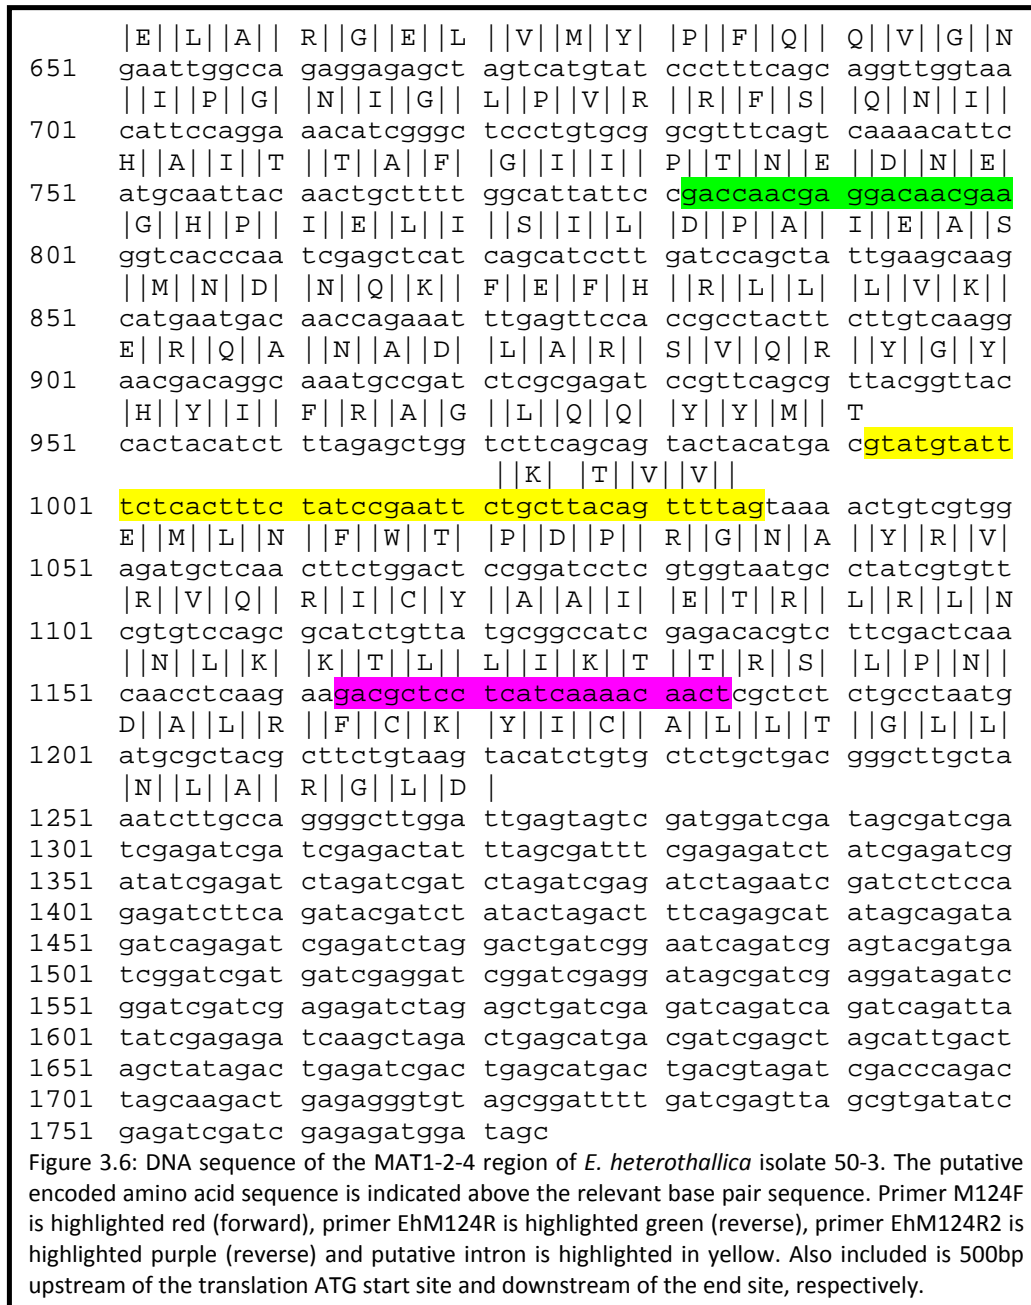 |E||L||A|| R||G||E||L ||V||M||Y| |P||F||Q|| Q||V||G||N
651 gaattggcca gaggagagct agtcatgtat ccctttcagc aggttggtaa
||I||P||G| |N||I||G|| L||P||V||R ||R||F||S| |Q||N||I||
701 cattccagga aacatcgggc tccctgtgcg gcgtttcagt caaaacattc
H||A||I||T ||T||A||F| |G||I||I|| P||T||N||E ||D||N||E|
751 atgcaattac aactgctttt ggcattattc cgaccaacga ggacaacgaa
|G||H||P|| I||E||L||I ||S||I||L| |D||P||A|| I||E||A||S
801 ggtcacccaa tcgagctcat cagcatcctt gatccagcta ttgaagcaag
||M||N||D| |N||Q||K|| F||E||F||H ||R||L||L| |L||V||K||
851 catgaatgac aaccagaaat ttgagttcca ccgcctactt cttgtcaagg
E||R||Q||A ||N||A||D| |L||A||R|| S||V||Q||R ||Y||G||Y|
901 aacgacaggc aaatgccgat ctcgcgagat ccgttcagcg ttacggttac
|H||Y||I|| F||R||A||G ||L||Q||Q| |Y||Y||M|| T
951 cactacatct ttagagctgg tcttcagcag tactacatga cgtatgtatt
||K| |T||V||V||
1001 tctcactttc tatccgaatt ctgcttacag ttttagtaaa actgtcgtgg
E||M||L||N ||F||W||T| |P||D||P|| R||G||N||A ||Y||R||V|
1051 agatgctcaa cttctggact ccggatcctc gtggtaatgc ctatcgtgtt
|R||V||Q|| R||I||C||Y ||A||A||I| |E||T||R|| L||R||L||N
1101 cgtgtccagc gcatctgtta tgcggccatc gagacacgtc ttcgactcaa
||N||L||K| |K||T||L|| L||I||K||T ||T||R||S| |L||P||N||
1151 caacctcaag aagacgctcc tcatcaaaac aactcgctct ctgcctaatg
D||A||L||R ||F||C||K| |Y||I||C|| A||L||L||T ||G||L||L|
1201 atgcgctacg cttctgtaag tacatctgtg ctctgctgac gggcttgcta
|N||L||A|| R||G||L||D |
1251 aatcttgcca ggggcttgga ttgagtagtc gatggatcga tagcgatcga
1301 tcgagatcga tcgagactat ttagcgattt cgagagatct atcgagatcg
1351 atatcgagat ctagatcgat ctagatcgag atctagaatc gatctctcca
1401 gagatcttca gatacgatct atactagact ttcagagcat atagcagata
1451 gatcagagat cgagatctag gactgatcgg aatcagatcg agtacgatga
1501 tcggatcgat gatcgaggat cggatcgagg atagcgatcg aggatagatc
1551 ggatcgatcg agagatctag agctgatcga gatcagatca gatcagatta
1601 tatcgagaga tcaagctaga ctgagcatga cgatcgagct agcattgact
1651 agctatagac tgagatcgac tgagcatgac tgacgtagat cgacccagac
1701 tagcaagact gagagggtgt agcggatttt gatcgagtta gcgtgatatc
1751 gagatcgatc gagagatgga tagc
Figure 3.6: DNA sequence of the MAT1-2-4 region of E. heterothallica isolate 50-3. The putative
encoded amino acid sequence is indicated above the relevant base pair sequence. Primer M124F
is highlighted red (forward), primer EhM124R is highlighted green (reverse), primer EhM124R2 is
highlighted purple (reverse) and putative intron is highlighted in yellow. Also included is 500bp
upstream of the translation ATG start site and downstream of the end site, respectively.